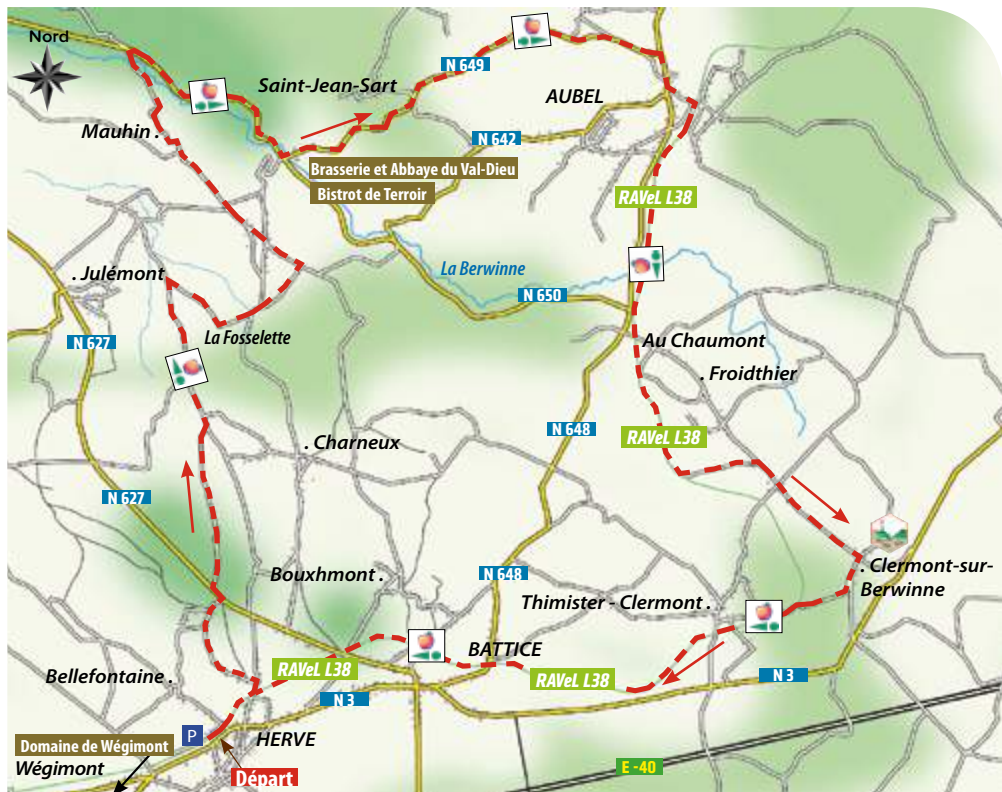 Nord
Saint-Jean-Sart
N 649
AUBEL
Mauhin .
N 642
Brasserie et Abbaye du Val-Dieu
Bistrot de Terroir
RAVeL L38
. Julémont
La Berwinne
N 650
N 627
La Fosselette
Au Chaumont
. Froidthier
N 648
RAVeL L38
. Charneux
N 627
. Clermont-sur-
Berwinne
Bouxhmont .
N 648
Thimister - Clermont .
BATTICE
RAVeL L38
RAVeL L38
Bellefontaine .
N 3
N 3
P
HERVE
Domaine de Wégimont
Wégimont
Départ
E -40